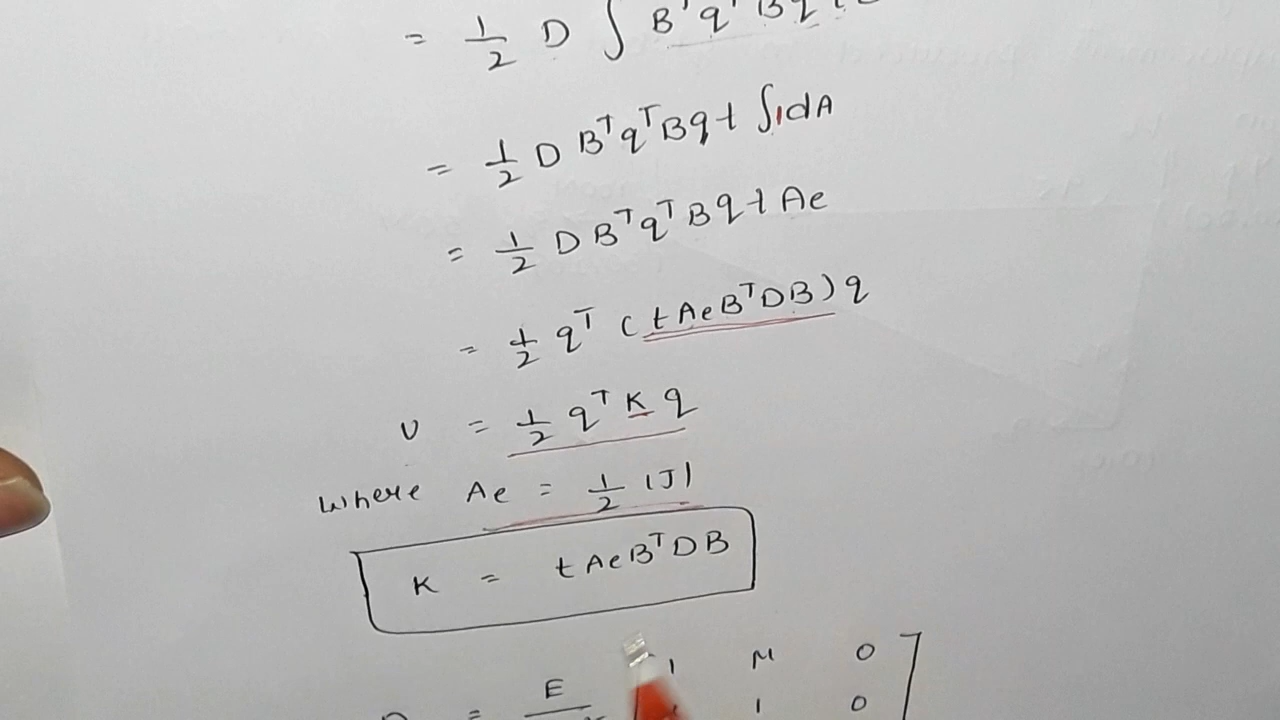 = 1/2 D ∫ Bᵀ qᵀ B q t
= 1/2 D Bᵀ qᵀ B q t ∫1dA
= 1/2 D Bᵀ qᵀ B q t Ae
= 1/2 qᵀ (t Ae Bᵀ D B) q
U = 1/2 qᵀ K q
Where Ae = 1/2 |J|
K = t Ae Bᵀ D B
= E 1 μ 0
1 0